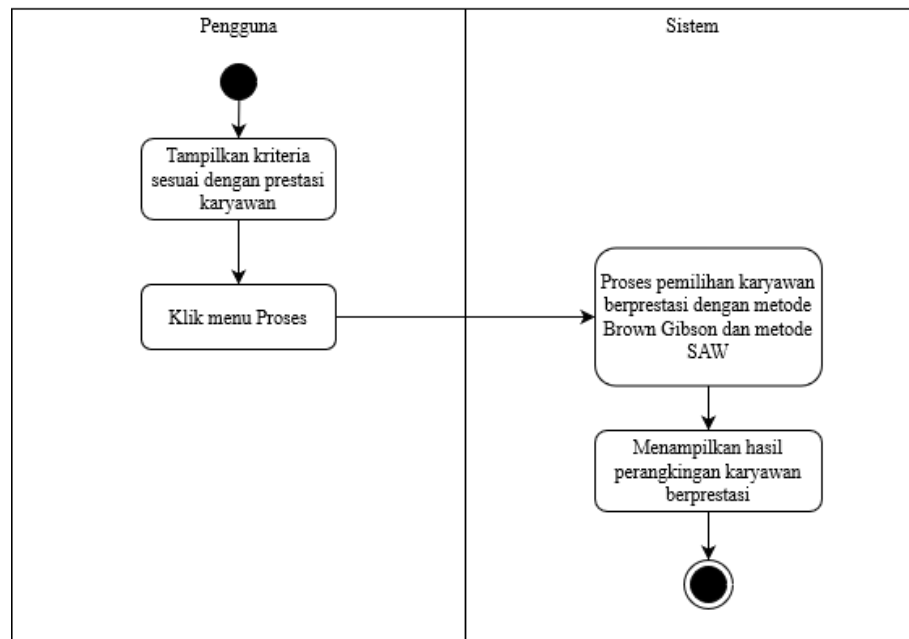 Pengguna
Sistem
Tampilkan kriteria
sesuai dengan prestasi
karyawan
Klik menu Proses
Proses pemilihan karyawan
berprestasi dengan metode
Brown Gibson dan metode
SAW
Menampilkan hasil
perangkingan karyawan
berprestasi